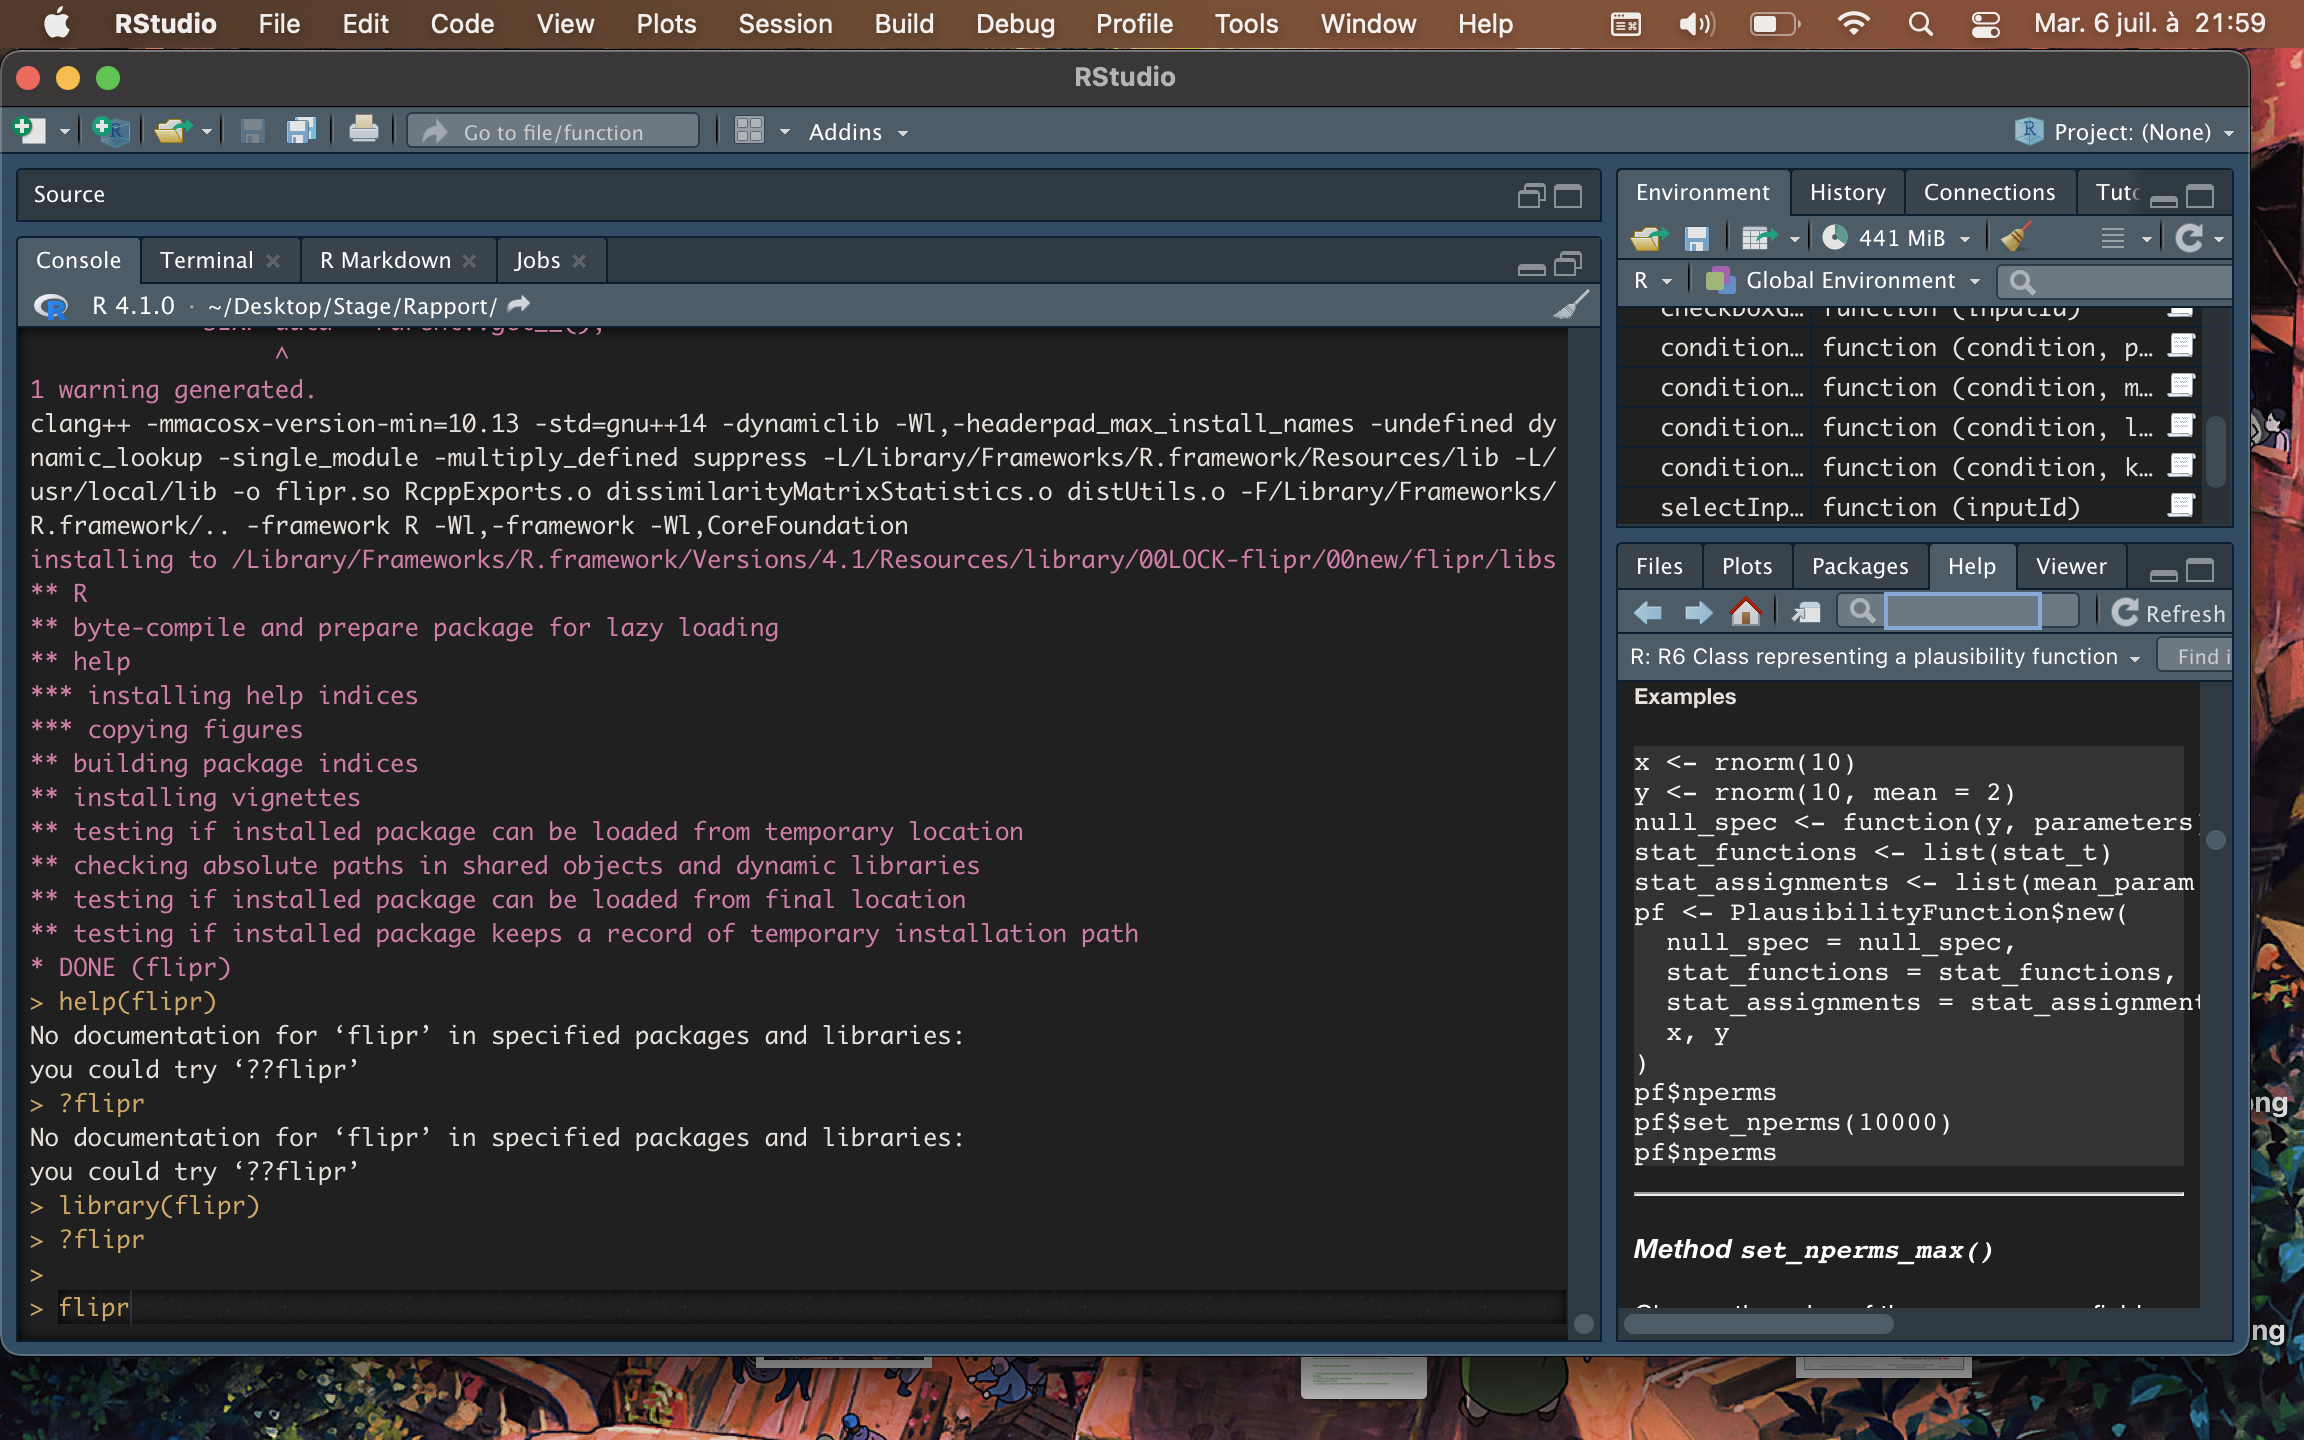 RStudio File Edit Code View Plots Session Build Debug Profile Tools Window Help Mar. 6 juil. à 21:59
RStudio
Go to file/function Addins Project: (None)
Source
Console Terminal R Markdown Jobs
R 4.1.0 · ~/Desktop/Stage/Rapport/
^
1 warning generated.
clang++ -mmacosx-version-min=10.13 -std=gnu++14 -dynamiclib -Wl,-headerpad_max_install_names -undefined dy
namic_lookup -single_module -multiply_defined suppress -L/Library/Frameworks/R.framework/Resources/lib -L/
usr/local/lib -o flipr.so RcppExports.o dissimilarityMatrixStatistics.o distUtils.o -F/Library/Frameworks/
R.framework/.. -framework R -Wl,-framework -Wl,CoreFoundation
installing to /Library/Frameworks/R.framework/Versions/4.1/Resources/library/00LOCK-flipr/00new/flipr/libs
** R
** byte-compile and prepare package for lazy loading
** help
*** installing help indices
*** copying figures
** building package indices
** installing vignettes
** testing if installed package can be loaded from temporary location
** checking absolute paths in shared objects and dynamic libraries
** testing if installed package can be loaded from final location
** testing if installed package keeps a record of temporary installation path
* DONE (flipr)
> help(flipr)
No documentation for ‘flipr’ in specified packages and libraries:
you could try ‘??flipr’
> ?flipr
No documentation for ‘flipr’ in specified packages and libraries:
you could try ‘??flipr’
> library(flipr)
> ?flipr
>
> flipr
Environment History Connections Tuto
441 MiB
R Global Environment
checkboxG… function (inputId)
condition… function (condition, p…
condition… function (condition, m…
condition… function (condition, l…
condition… function (condition, k…
selectInp… function (inputId)
Files Plots Packages Help Viewer
Refresh
R: R6 Class representing a plausibility function Find i
Examples
x <- rnorm(10)
y <- rnorm(10, mean = 2)
null_spec <- function(y, parameters)
stat_functions <- list(stat_t)
stat_assignments <- list(mean_param
pf <- PlausibilityFunction$new(
null_spec = null_spec,
stat_functions = stat_functions,
stat_assignments = stat_assignment
x, y
)
pf$nperms
pf$set_nperms(10000)
pf$nperms
Method set_nperms_max()
ong
ng